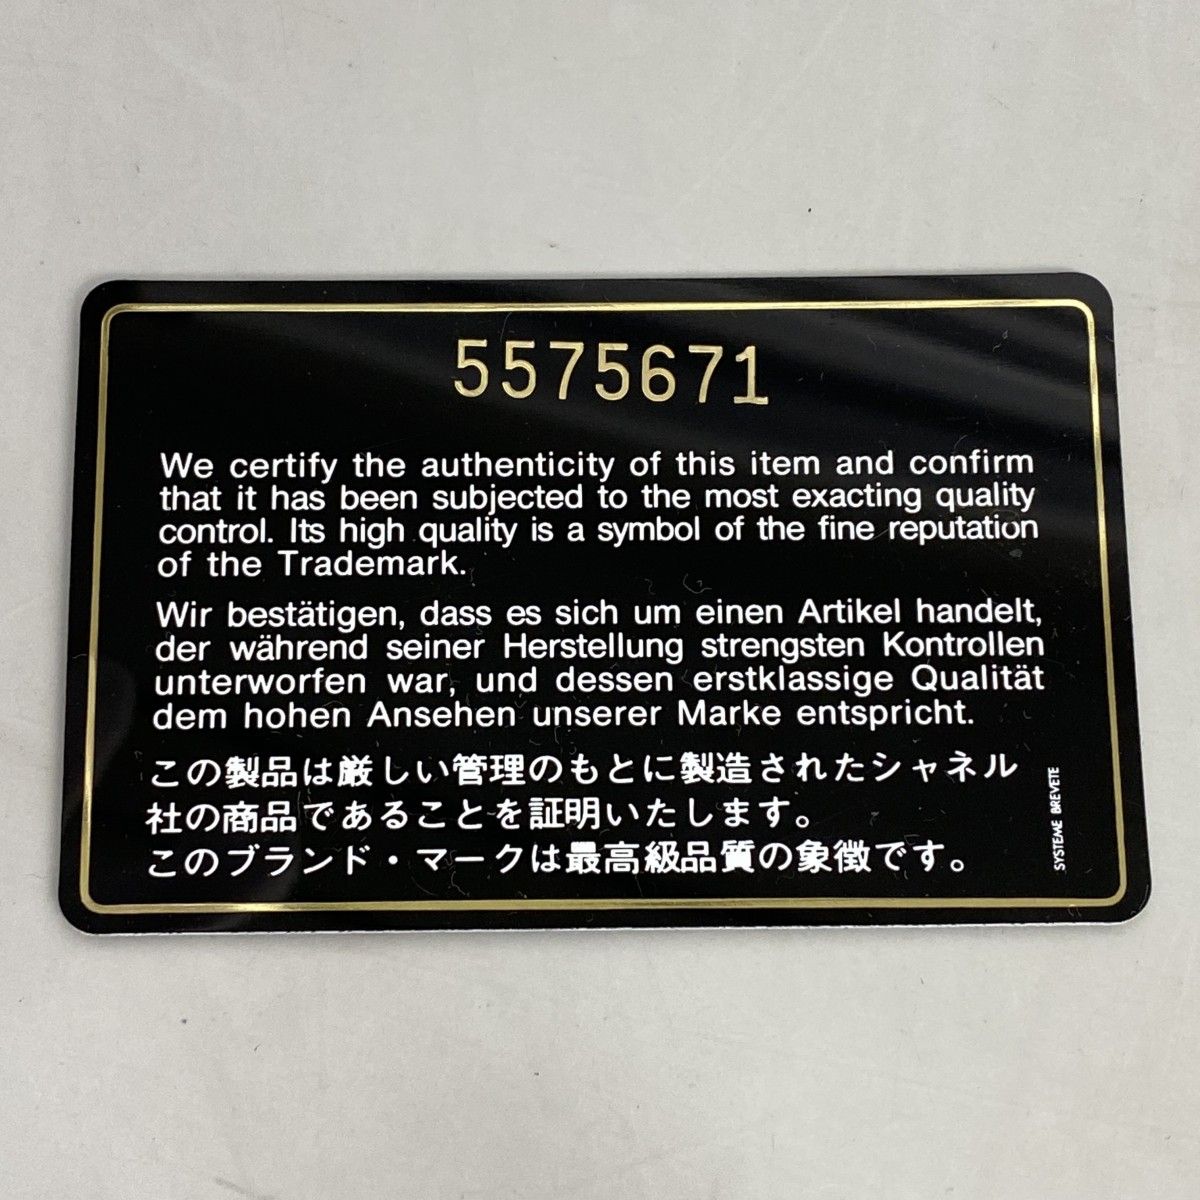 5575671
We certify the authenticity of this item and confirm
that it has been subjected to the most exacting quality
control. Its high quality is a symbol of the fine reputation
of the Trademark.
Wir bestätigen, dass es sich um einen Artikel handelt,
der während seiner Herstellung strengsten Kontrollen
unterworfen war, und dessen erstklassige Qualität
dem hohen Ansehen unserer Marke entspricht.
この製品は厳しい管理のもとに製造されたシャネル
社の商品であることを証明いたします。
このブランド・マークは最高級品質の象徴です。
SYSTEME BREVETE